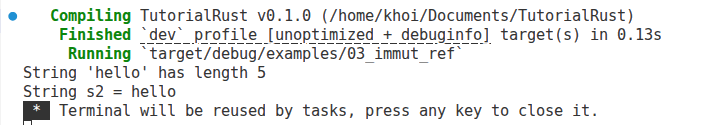 Compiling TutorialRust v0.1.0 (/home/khoi/Documents/TutorialRust)
Finished `dev` profile [unoptimized + debuginfo] target(s) in 0.13s
Running `target/debug/examples/03_immut_ref`
String 'hello' has length 5
String s2 = hello
* Terminal will be reused by tasks, press any key to close it.